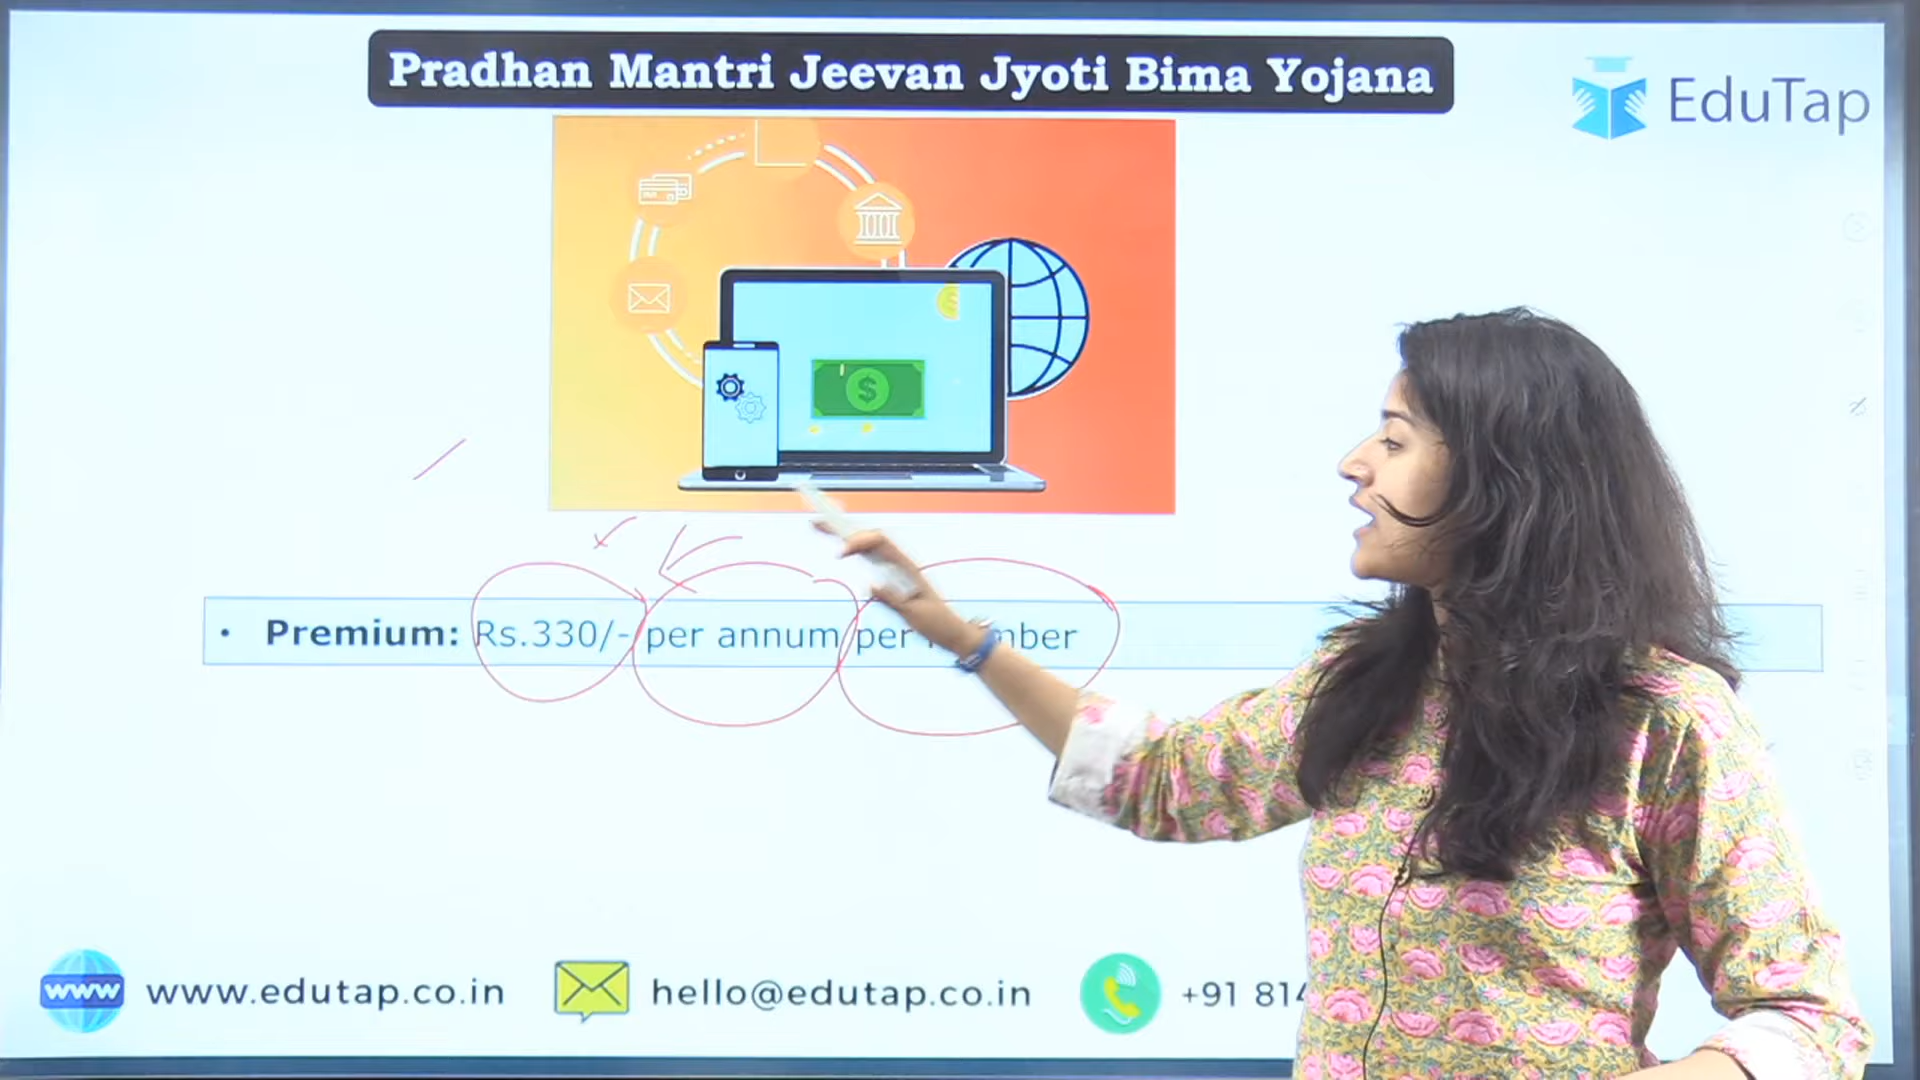 Pradhan Mantri Jeevan Jyoti Bima Yojana
EduTap
$
• Premium: Rs.330/- per annum per
www
www.edutap.co.in
hello@edutap.co.in
+91 81